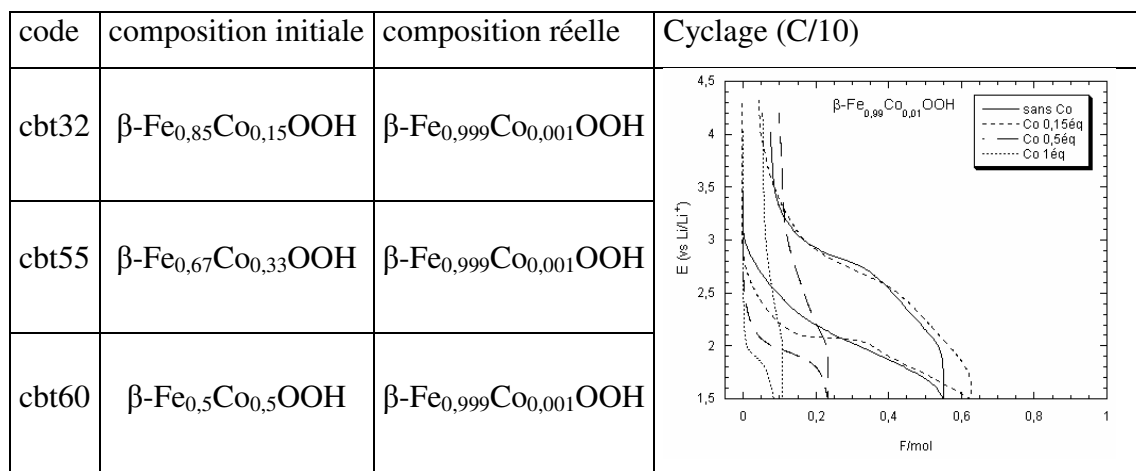 code composition initiale composition réelle Cyclage (C/10)
cbt32 β-Fe0,85Co0,15OOH β-Fe0,999Co0,001OOH
cbt55 β-Fe0,67Co0,33OOH β-Fe0,999Co0,001OOH
cbt60 β-Fe0,5Co0,5OOH β-Fe0,999Co0,001OOH
β-Fe0,99Co0,01OOH
sans Co
Co 0,15éq
Co 0,5éq
Co 1éq
E (vs Li/Li+)
4,5
4
3,5
3
2,5
2
1,5
0 0,2 0,4 0,6 0,8 1
F/mol